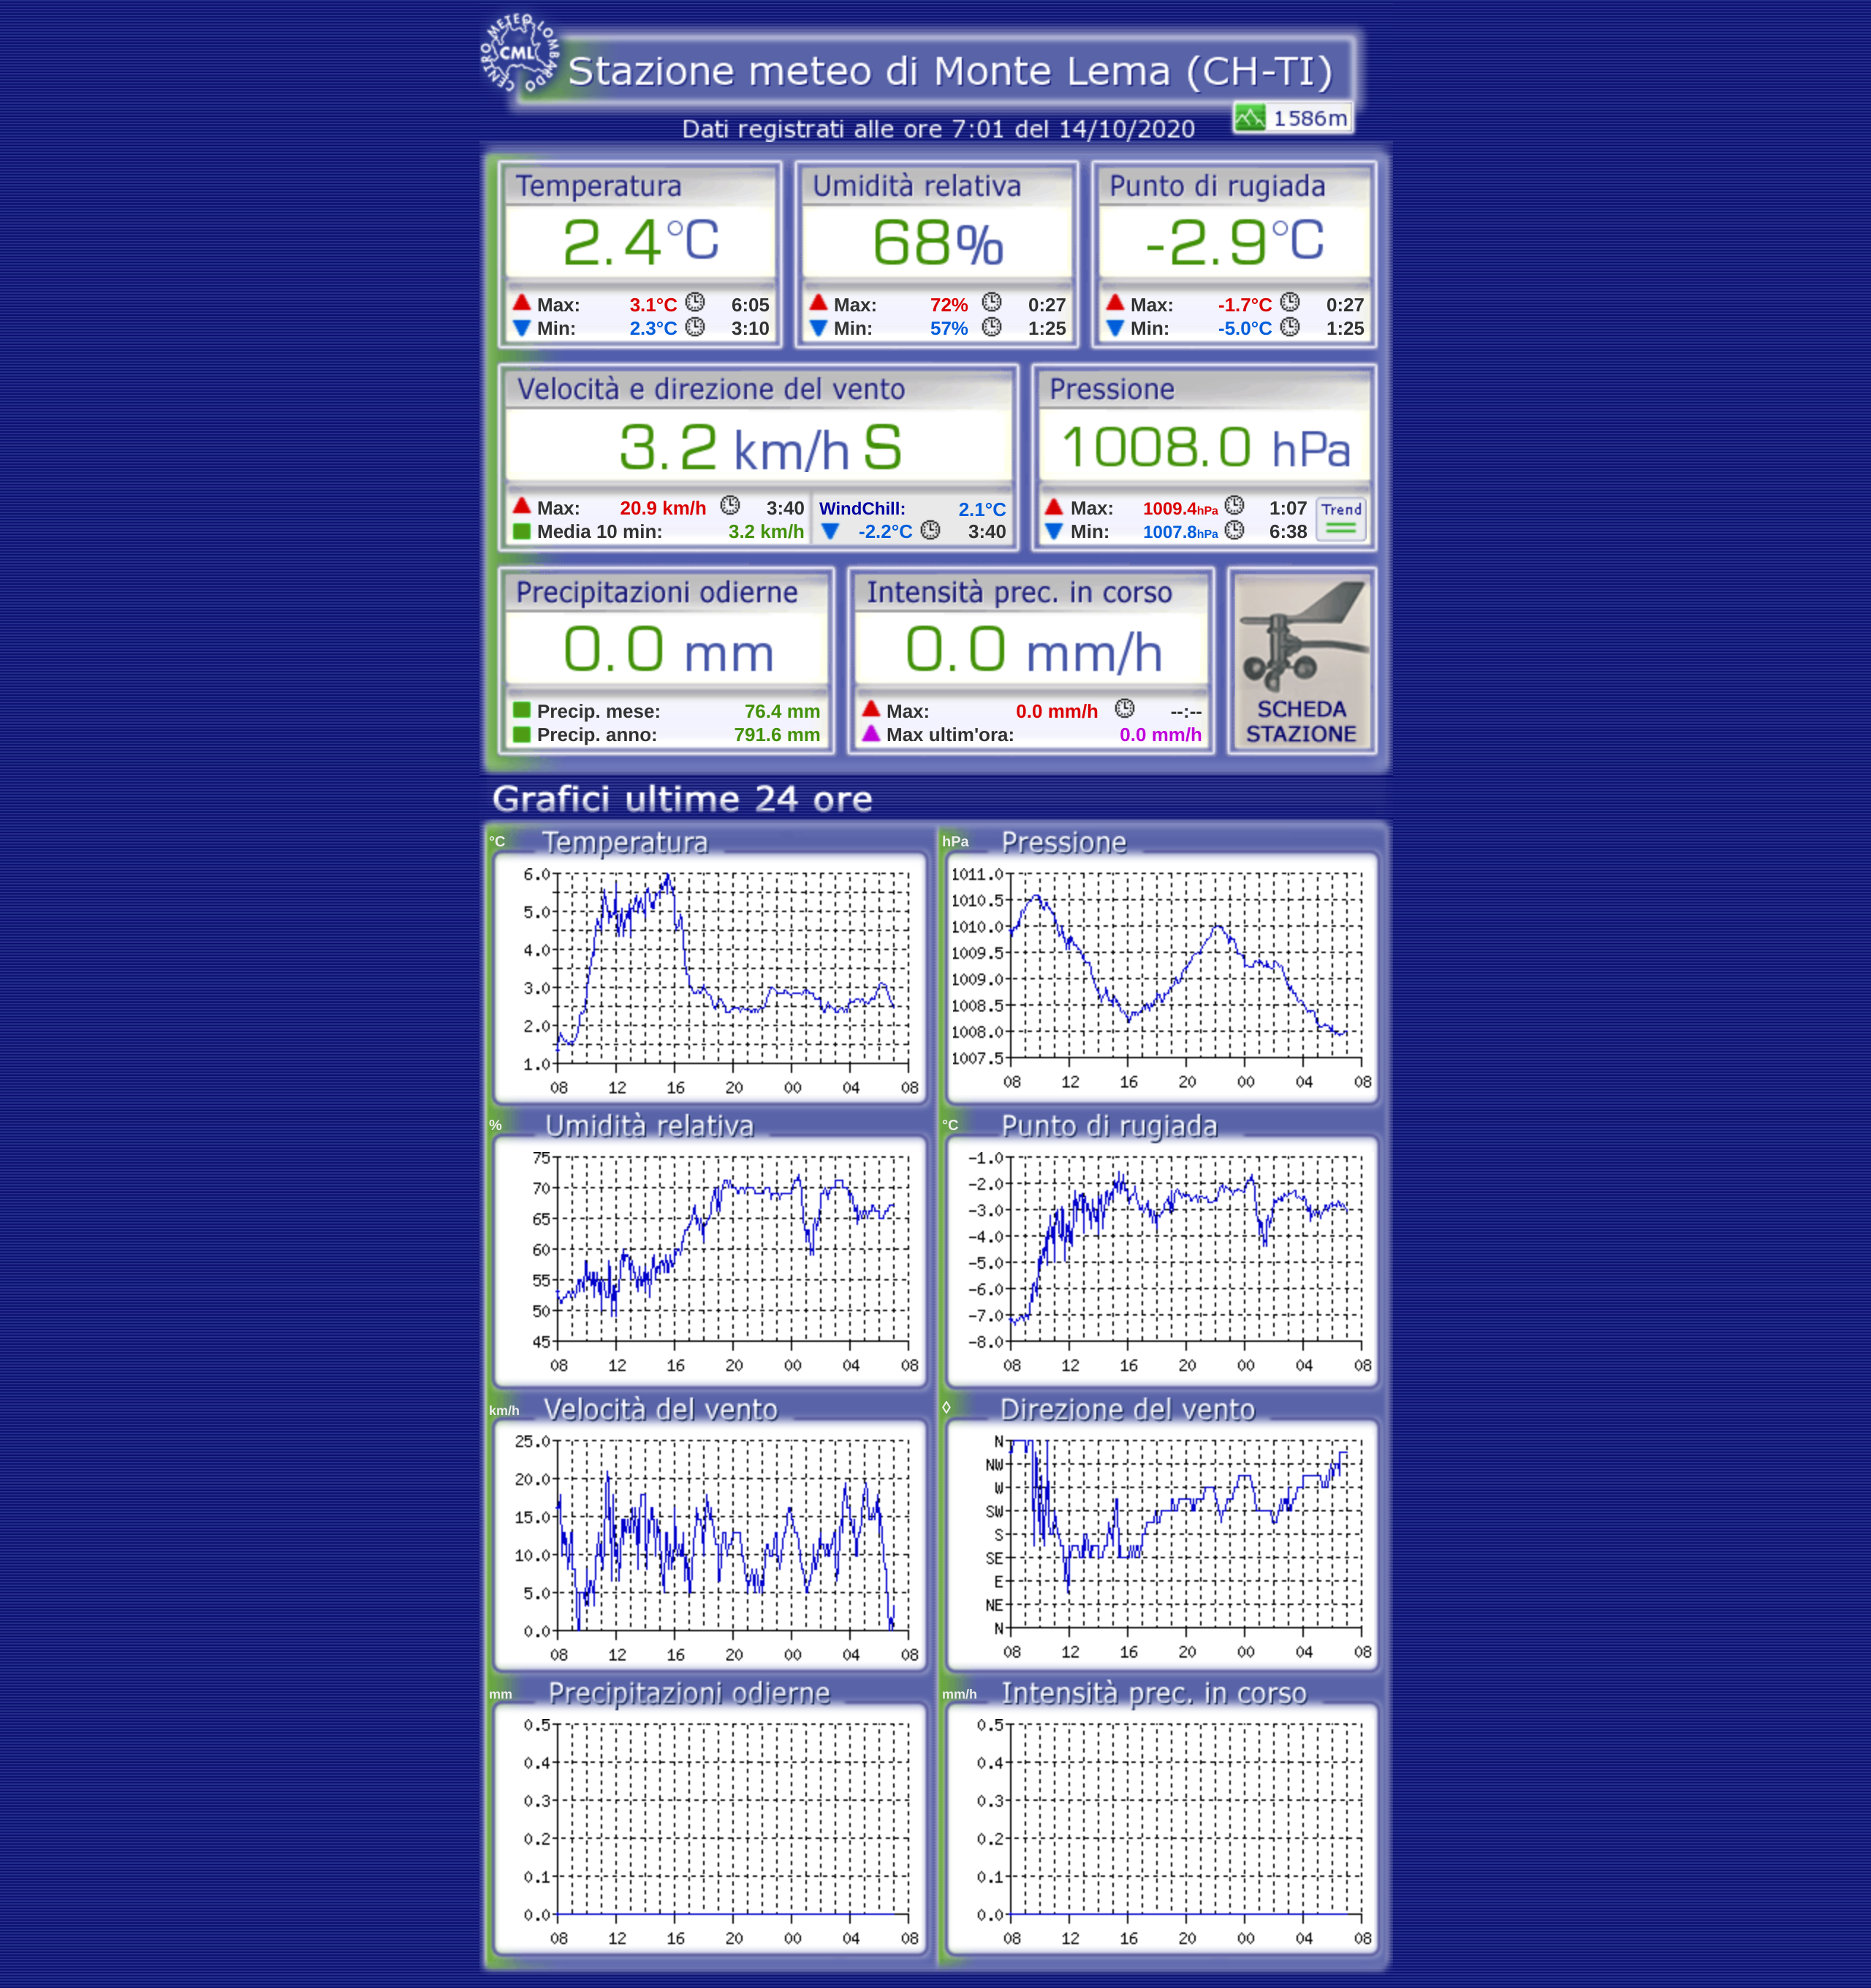 CENTRO METEO LOMBARDO
CML
Stazione meteo di Monte Lema (CH-TI)
1586m
Dati registrati alle ore 7:01 del 14/10/2020
Temperatura Umidità relativa Punto di rugiada
2.4°C 68% -2.9°C
Max: 3.1°C 6:05 Max: 72% 0:27 Max: -1.7°C 0:27
Min: 2.3°C 3:10 Min: 57% 1:25 Min: -5.0°C 1:25
Velocità e direzione del vento Pressione
3.2 km/h S 1008.0 hPa
Max: 20.9 km/h 3:40 WindChill: 2.1°C Max: 1009.4hPa 1:07 Trend
Media 10 min: 3.2 km/h -2.2°C 3:40 Min: 1007.8hPa 6:38
Precipitazioni odierne Intensità prec. in corso
0.0 mm 0.0 mm/h
Precip. mese: 76.4 mm Max: 0.0 mm/h --:-- SCHEDA
Precip. anno: 791.6 mm Max ultim'ora: 0.0 mm/h STAZIONE
Grafici ultime 24 ore
°C Temperatura
6.0
5.0
4.0
3.0
2.0
1.0
08 12 16 20 00 04 08
hPa Pressione
1011.0
1010.5
1010.0
1009.5
1009.0
1008.5
1008.0
1007.5
08 12 16 20 00 04 08
% Umidità relativa
75
70
65
60
55
50
45
08 12 16 20 00 04 08
°C Punto di rugiada
-1.0
-2.0
-3.0
-4.0
-5.0
-6.0
-7.0
-8.0
08 12 16 20 00 04 08
km/h Velocità del vento
25.0
20.0
15.0
10.0
5.0
0.0
08 12 16 20 00 04 08
◊ Direzione del vento
N
NW
W
SW
S
SE
E
NE
N
08 12 16 20 00 04 08
mm Precipitazioni odierne
0.5
0.4
0.3
0.2
0.1
0.0
08 12 16 20 00 04 08
mm/h Intensità prec. in corso
0.5
0.4
0.3
0.2
0.1
0.0
08 12 16 20 00 04 08